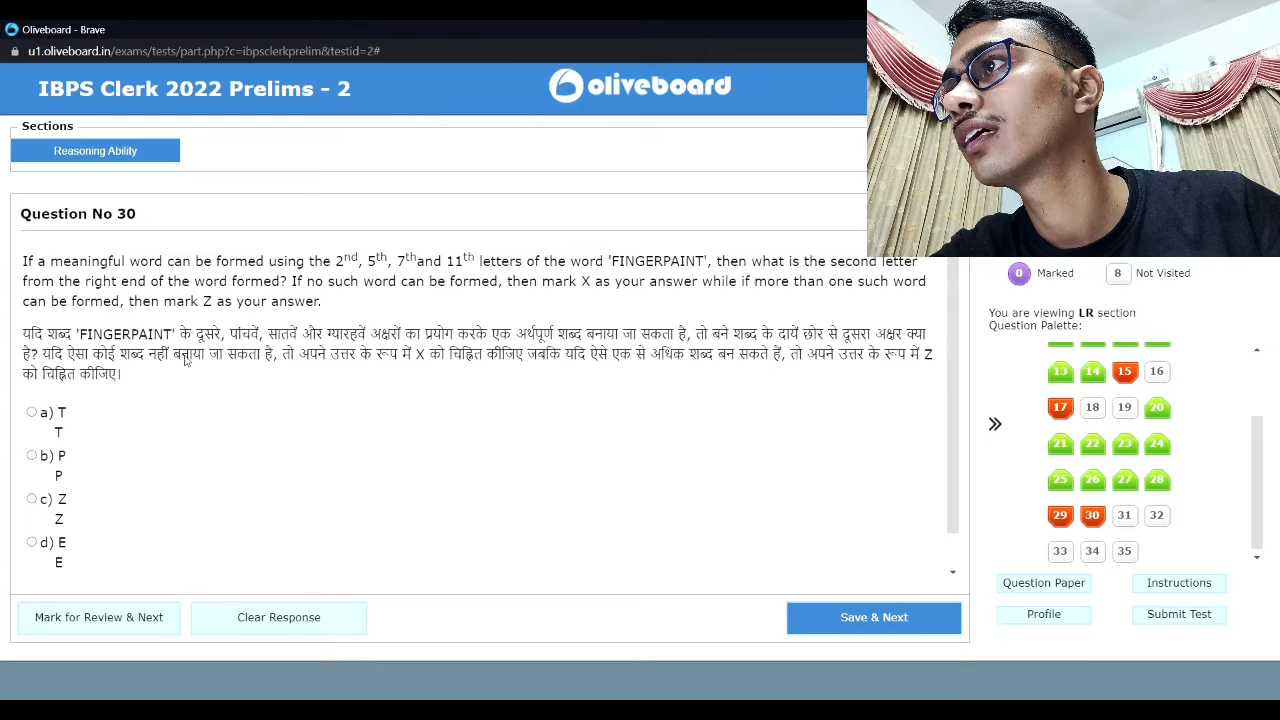 Oliveboard - Brave
u1.oliveboard.in/exams/tests/part.php?c=ibpsclerkprelim&testid=2#
IBPS Clerk 2022 Prelims - 2
oliveboard
Sections
Reasoning Ability
Question No 30
If a meaningful word can be formed using the 2nd, 5th, 7thand 11th letters of the word 'FINGERPAINT', then what is the second letter
from the right end of the word formed? If no such word can be formed, then mark X as your answer while if more than one such word
can be formed, then mark Z as your answer.
यदि शब्द 'FINGERPAINT' के दूसरे, पांचवें, सातवें और ग्यारहवें अक्षरों का प्रयोग करके एक अर्थपूर्ण शब्द बनाया जा सकता है, तो बने शब्द के दायें छोर से दूसरा अक्षर क्या
है? यदि ऐसा कोई शब्द नहीं बनाया जा सकता है, तो अपने उत्तर के रूप में X को चिह्नित कीजिए जबकि यदि ऐसे एक से अधिक शब्द बन सकते हैं, तो अपने उत्तर के रूप में Z
को चिह्नित कीजिए।
a) T
T
b) P
P
c) Z
Z
d) E
E
Mark for Review & Next
Clear Response
Save & Next
0 Marked
8 Not Visited
You are viewing LR section
Question Palette:
13 14 15 16
17 18 19 20
21 22 23 24
25 26 27 28
29 30 31 32
33 34 35
Question Paper
Instructions
Profile
Submit Test